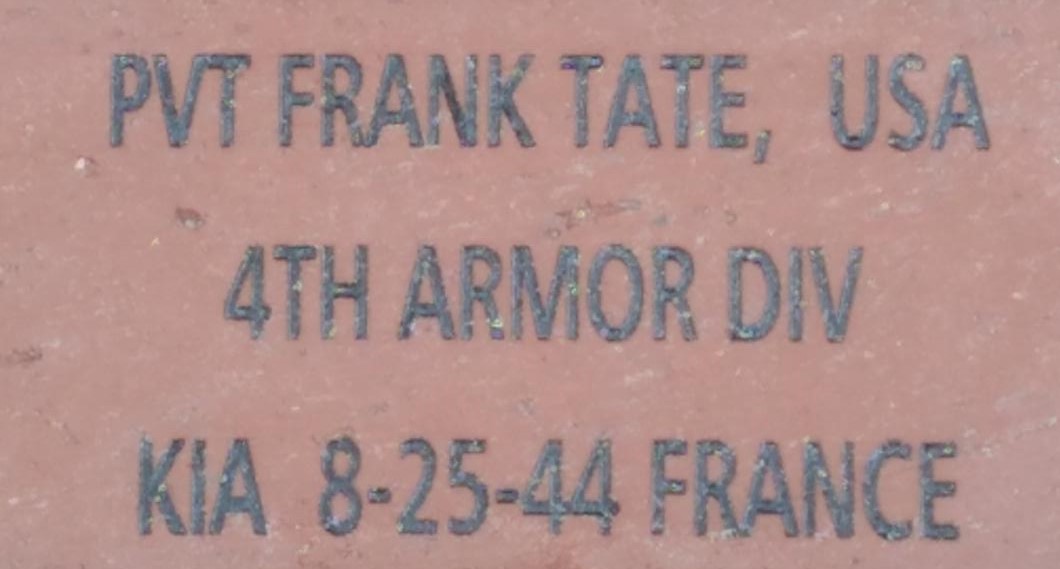 PVT FRANK TATE, USA
4TH ARMOR DIV
KIA 8-25-44 FRANCE